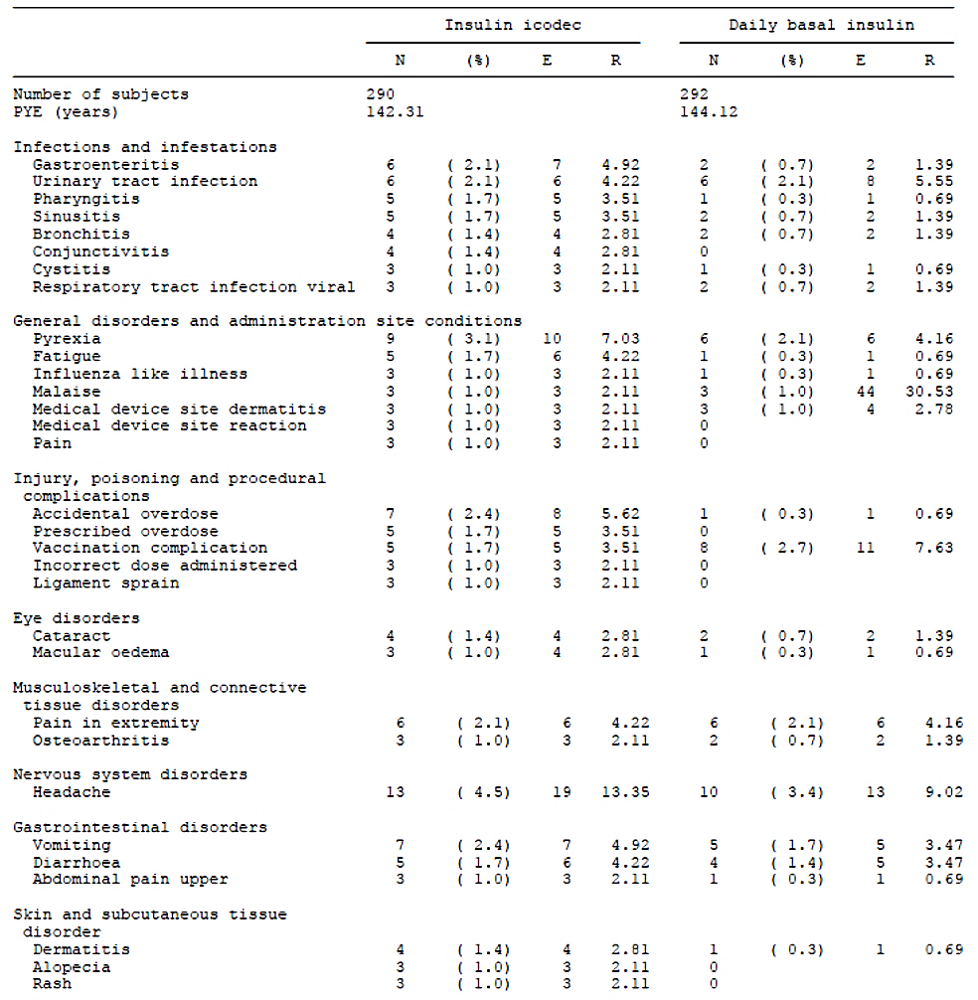 Insulin icodec Daily basal insulin
N (%) E R N (%) E R
Number of subjects 290 292
PYE (years) 142.31 144.12
Infections and infestations
Gastroenteritis 6 ( 2.1) 7 4.92 2 ( 0.7) 2 1.39
Urinary tract infection 6 ( 2.1) 6 4.22 6 ( 2.1) 8 5.55
Pharyngitis 5 ( 1.7) 5 3.51 1 ( 0.3) 1 0.69
Sinusitis 5 ( 1.7) 5 3.51 2 ( 0.7) 2 1.39
Bronchitis 4 ( 1.4) 4 2.81 2 ( 0.7) 2 1.39
Conjunctivitis 4 ( 1.4) 4 2.81 0
Cystitis 3 ( 1.0) 3 2.11 1 ( 0.3) 1 0.69
Respiratory tract infection viral 3 ( 1.0) 3 2.11 2 ( 0.7) 2 1.39
General disorders and administration site conditions
Pyrexia 9 ( 3.1) 10 7.03 6 ( 2.1) 6 4.16
Fatigue 5 ( 1.7) 6 4.22 1 ( 0.3) 1 0.69
Influenza like illness 3 ( 1.0) 3 2.11 1 ( 0.3) 1 0.69
Malaise 3 ( 1.0) 3 2.11 3 ( 1.0) 44 30.53
Medical device site dermatitis 3 ( 1.0) 3 2.11 3 ( 1.0) 4 2.78
Medical device site reaction 3 ( 1.0) 3 2.11 0
Pain 3 ( 1.0) 3 2.11 0
Injury, poisoning and procedural
complications
Accidental overdose 7 ( 2.4) 8 5.62 1 ( 0.3) 1 0.69
Prescribed overdose 5 ( 1.7) 5 3.51 0
Vaccination complication 5 ( 1.7) 5 3.51 8 ( 2.7) 11 7.63
Incorrect dose administered 3 ( 1.0) 3 2.11 0
Ligament sprain 3 ( 1.0) 3 2.11 0
Eye disorders
Cataract 4 ( 1.4) 4 2.81 2 ( 0.7) 2 1.39
Macular oedema 3 ( 1.0) 4 2.81 1 ( 0.3) 1 0.69
Musculoskeletal and connective
tissue disorders
Pain in extremity 6 ( 2.1) 6 4.22 6 ( 2.1) 6 4.16
Osteoarthritis 3 ( 1.0) 3 2.11 2 ( 0.7) 2 1.39
Nervous system disorders
Headache 13 ( 4.5) 19 13.35 10 ( 3.4) 13 9.02
Gastrointestinal disorders
Vomiting 7 ( 2.4) 7 4.92 5 ( 1.7) 5 3.47
Diarrhoea 5 ( 1.7) 6 4.22 4 ( 1.4) 5 3.47
Abdominal pain upper 3 ( 1.0) 3 2.11 1 ( 0.3) 1 0.69
Skin and subcutaneous tissue
disorder
Dermatitis 4 ( 1.4) 4 2.81 1 ( 0.3) 1 0.69
Alopecia 3 ( 1.0) 3 2.11 0
Rash 3 ( 1.0) 3 2.11 0